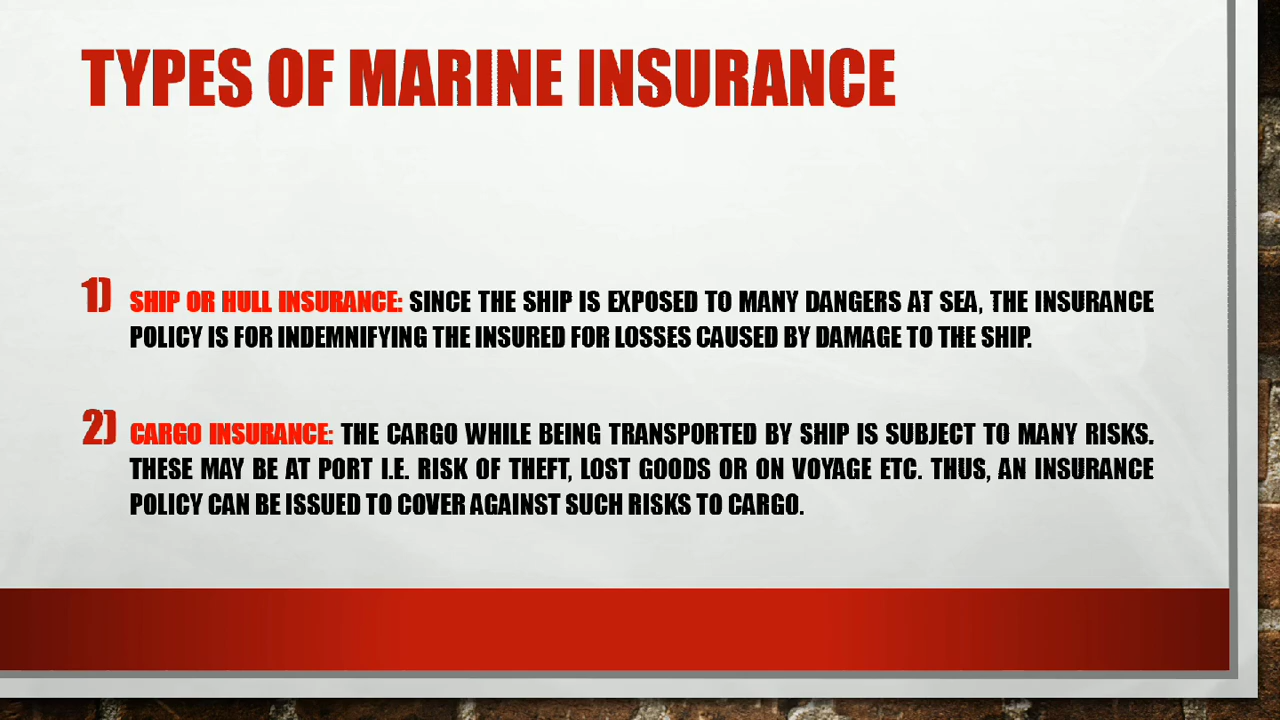 TYPES OF MARINE INSURANCE
1) SHIP OR HULL INSURANCE: SINCE THE SHIP IS EXPOSED TO MANY DANGERS AT SEA, THE INSURANCE
POLICY IS FOR INDEMNIFYING THE INSURED FOR LOSSES CAUSED BY DAMAGE TO THE SHIP.
2) CARGO INSURANCE: THE CARGO WHILE BEING TRANSPORTED BY SHIP IS SUBJECT TO MANY RISKS.
THESE MAY BE AT PORT I.E. RISK OF THEFT, LOST GOODS OR ON VOYAGE ETC. THUS, AN INSURANCE
POLICY CAN BE ISSUED TO COVER AGAINST SUCH RISKS TO CARGO.